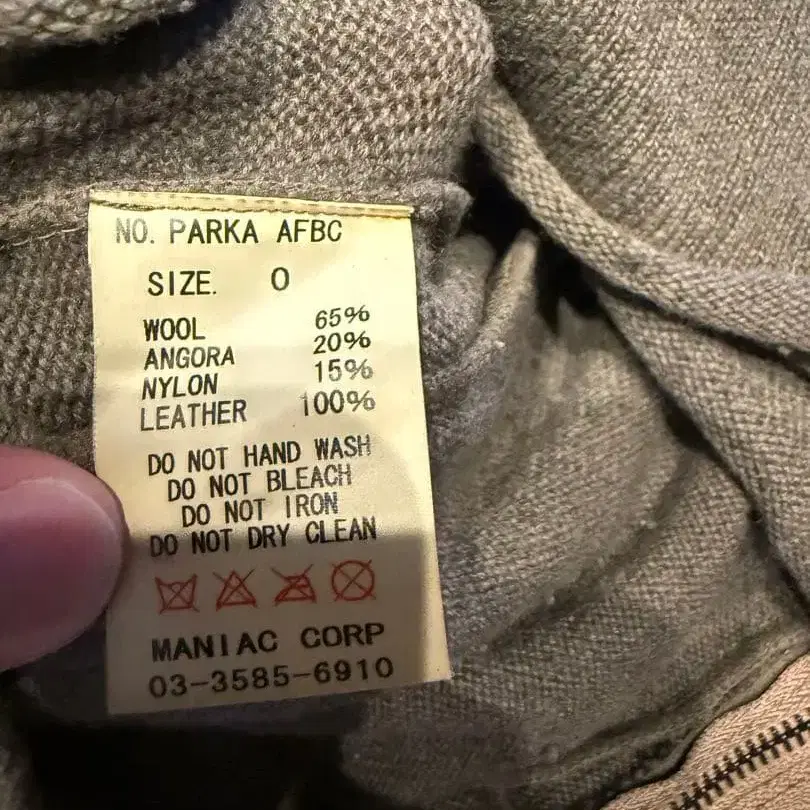 NO. PARKA AFBC
SIZE. 0
WOOL 65%
ANGORA 20%
NYLON 15%
LEATHER 100%
DO NOT HAND WASH
DO NOT BLEACH
DO NOT IRON
DO NOT DRY CLEAN
MANIAC CORP
03-3585-6910